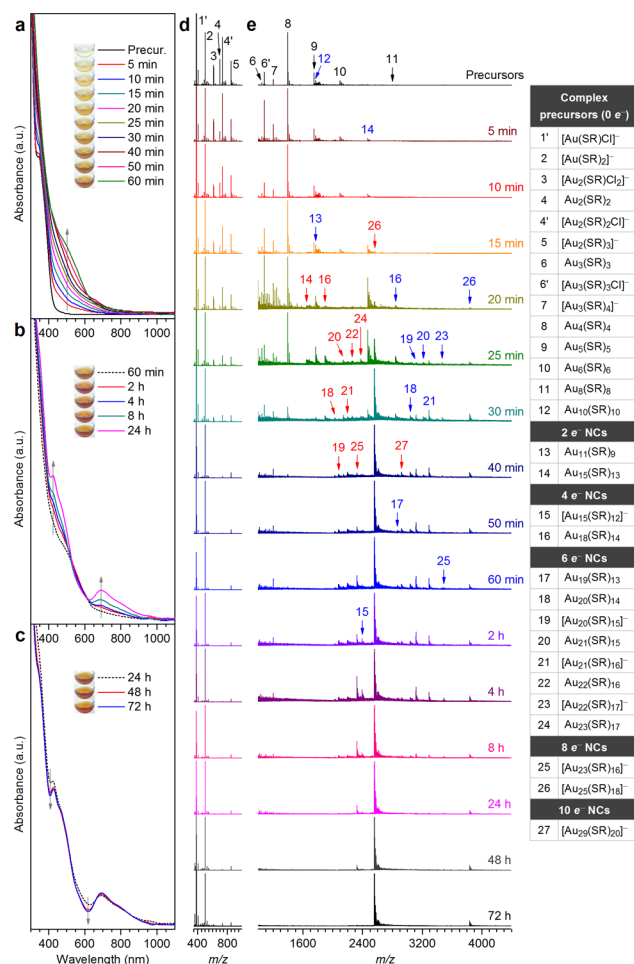 a
Precur.
5 min
10 min
15 min
20 min
25 min
30 min
40 min
50 min
60 min
Absorbance (a.u.)
400 600 800 1000
b
60 min
2 h
4 h
8 h
24 h
Absorbance (a.u.)
400 600 800 1000
c
24 h
48 h
72 h
Absorbance (a.u.)
400 600 800 1000
Wavelength (nm)
d
1'
2
3
4
4'
5
400 800
m/z
e
8
9
12
6 6' 7
10
11
Precursors
14
5 min
10 min
13
26
15 min
14 16
16
26
20 min
24
20 22
19 20 23
25 min
18 21
18
21
30 min
19 25 27
40 min
17
50 min
25
60 min
15
2 h
4 h
8 h
24 h
48 h
72 h
1600 2400 3200 4000
m/z
Complex
precursors (0 e⁻)
1' [Au(SR)Cl]⁻
2 [Au(SR)₂]⁻
3 [Au₂(SR)Cl₂]⁻
4 Au₂(SR)₂
4' [Au₂(SR)₂Cl]⁻
5 [Au₂(SR)₃]⁻
6 Au₃(SR)₃
6' [Au₃(SR)₃Cl]⁻
7 [Au₃(SR)₄]⁻
8 Au₄(SR)₄
9 Au₅(SR)₅
10 Au₆(SR)₆
11 Au₈(SR)₈
12 Au₁₀(SR)₁₀
2 e⁻ NCs
13 Au₁₁(SR)₉
14 Au₁₅(SR)₁₃
4 e⁻ NCs
15 [Au₁₅(SR)₁₂]⁻
16 Au₁₈(SR)₁₄
6 e⁻ NCs
17 Au₁₉(SR)₁₃
18 Au₂₀(SR)₁₄
19 [Au₂₀(SR)₁₅]⁻
20 Au₂₁(SR)₁₅
21 [Au₂₁(SR)₁₆]⁻
22 Au₂₂(SR)₁₆
23 [Au₂₂(SR)₁₇]⁻
24 Au₂₃(SR)₁₇
8 e⁻ NCs
25 [Au₂₃(SR)₁₆]⁻
26 [Au₂₅(SR)₁₈]⁻
10 e⁻ NCs
27 [Au₂₉(SR)₂₀]⁻